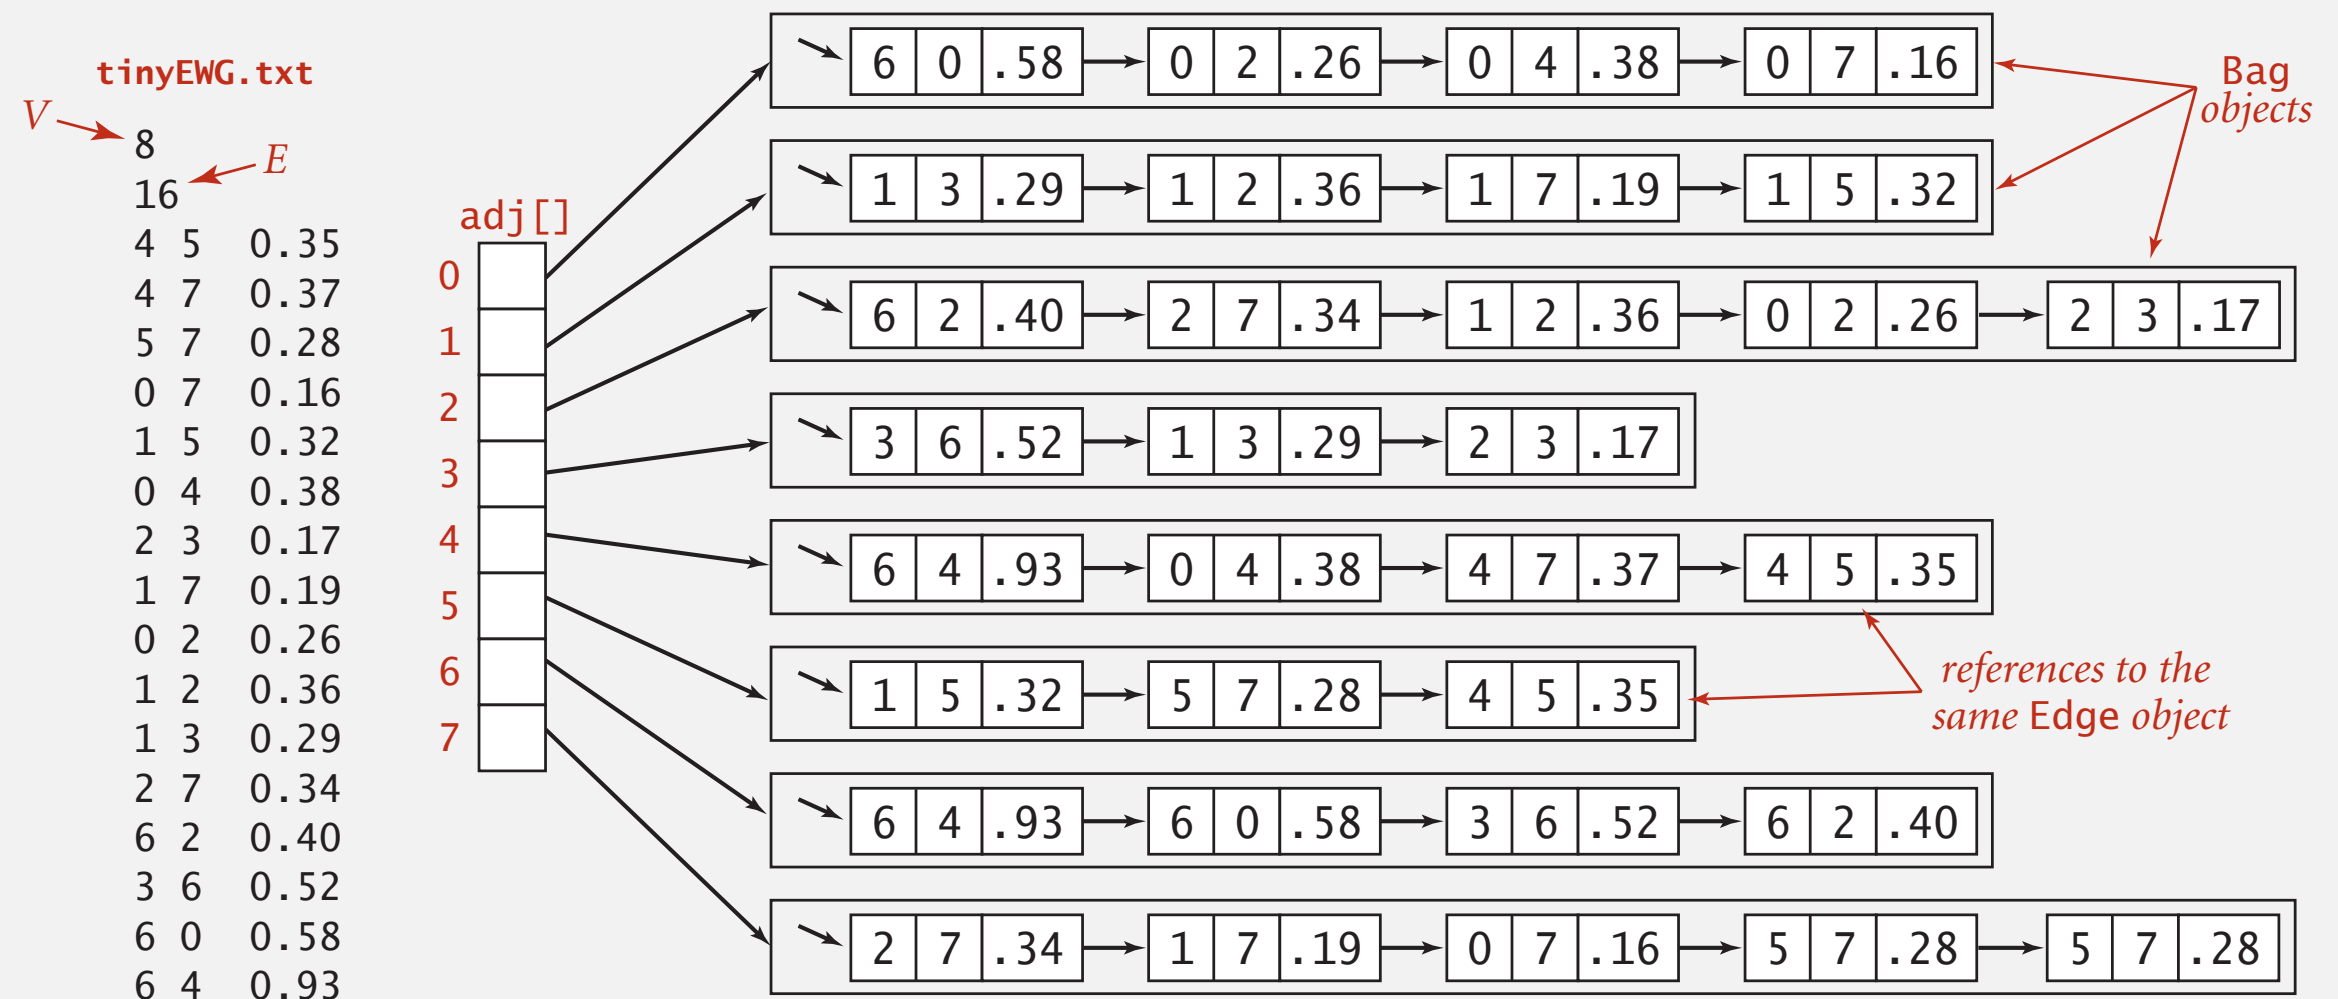 tinyEWG.txt
V
8
E
16
4 5 0.35
4 7 0.37
5 7 0.28
0 7 0.16
1 5 0.32
0 4 0.38
2 3 0.17
1 7 0.19
0 2 0.26
1 2 0.36
1 3 0.29
2 7 0.34
6 2 0.40
3 6 0.52
6 0 0.58
6 4 0.93
adj[]
0
1
2
3
4
5
6
7
6 0 .58 0 2 .26 0 4 .38 0 7 .16
1 3 .29 1 2 .36 1 7 .19 1 5 .32
6 2 .40 2 7 .34 1 2 .36 0 2 .26 2 3 .17
3 6 .52 1 3 .29 2 3 .17
6 4 .93 0 4 .38 4 7 .37 4 5 .35
1 5 .32 5 7 .28 4 5 .35
6 4 .93 6 0 .58 3 6 .52 6 2 .40
2 7 .34 1 7 .19 0 7 .16 5 7 .28 5 7 .28
Bag
objects
references to the
same Edge object